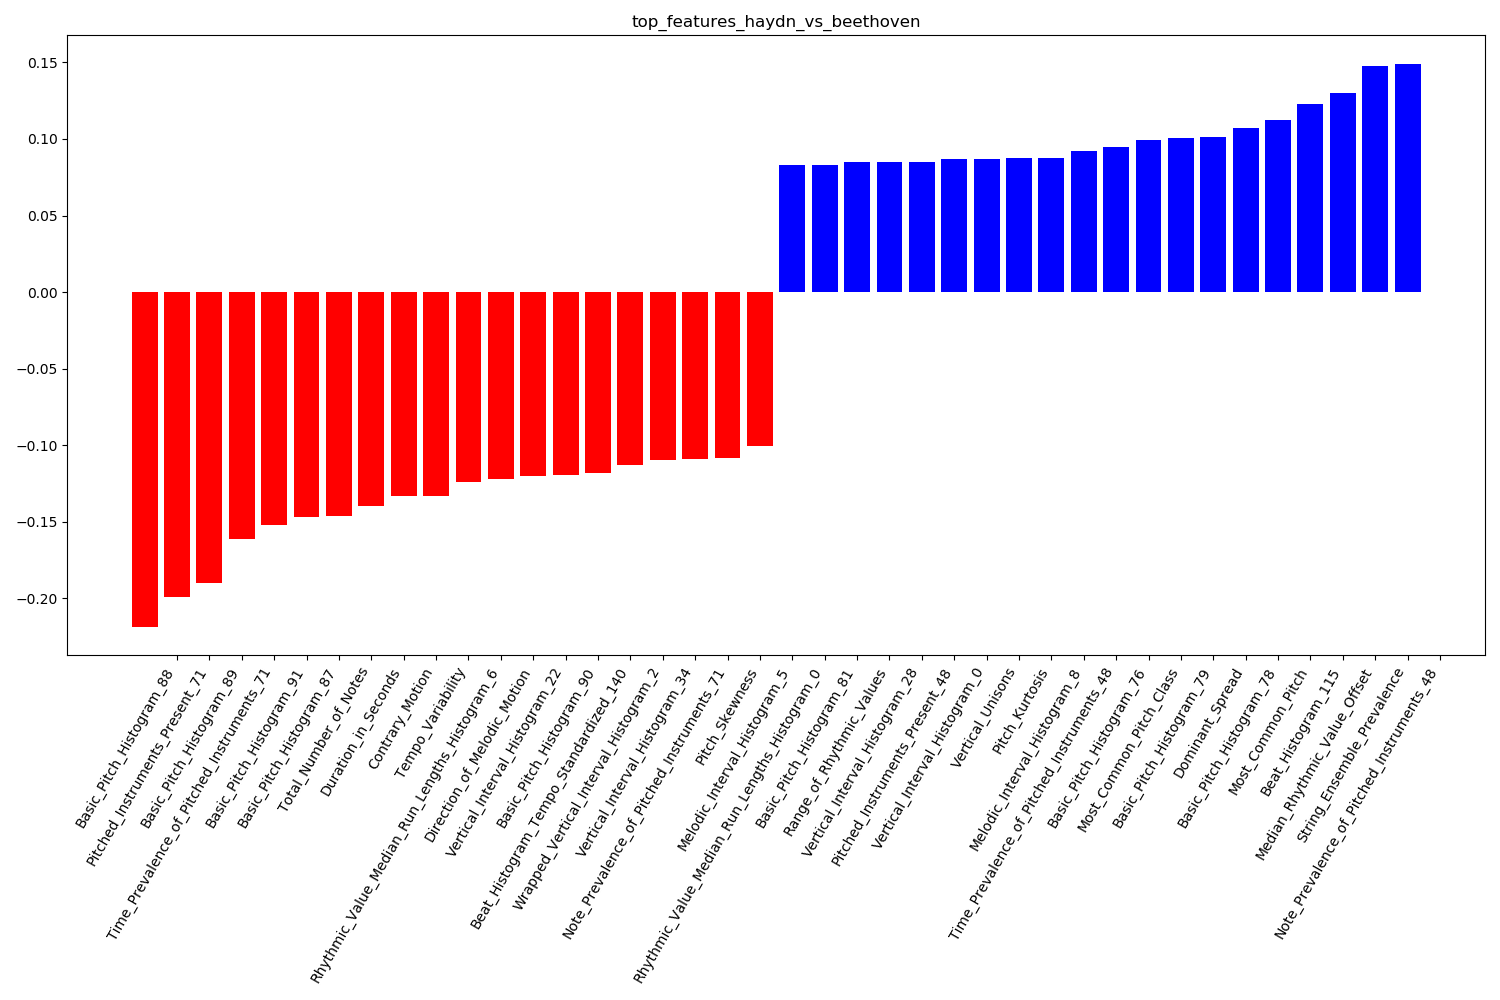 top_features_haydn_vs_beethoven
0.15
0.10
0.05
0.00
−0.05
−0.10
−0.15
−0.20
Basic_Pitch_Histogram_88
Pitched_Instruments_Present_71
Basic_Pitch_Histogram_89
Time_Prevalence_of_Pitched_Instruments_71
Basic_Pitch_Histogram_91
Basic_Pitch_Histogram_87
Total_Number_of_Notes
Duration_in_Seconds
Contrary_Motion
Tempo_Variability
Rhythmic_Value_Median_Run_Lengths_Histogram_6
Direction_of_Melodic_Motion
Vertical_Interval_Histogram_22
Basic_Pitch_Histogram_90
Beat_Histogram_Tempo_Standardized_140
Wrapped_Vertical_Interval_Histogram_2
Vertical_Interval_Histogram_34
Note_Prevalence_of_Pitched_Instruments_71
Pitch_Skewness
Melodic_Interval_Histogram_5
Rhythmic_Value_Median_Run_Lengths_Histogram_0
Basic_Pitch_Histogram_81
Range_of_Rhythmic_Values
Vertical_Interval_Histogram_28
Pitched_Instruments_Present_48
Vertical_Interval_Histogram_0
Vertical_Unisons
Pitch_Kurtosis
Melodic_Interval_Histogram_8
Time_Prevalence_of_Pitched_Instruments_48
Basic_Pitch_Histogram_76
Most_Common_Pitch_Class
Basic_Pitch_Histogram_79
Dominant_Spread
Basic_Pitch_Histogram_78
Most_Common_Pitch
Beat_Histogram_115
Median_Rhythmic_Value_Offset
String_Ensemble_Prevalence
Note_Prevalence_of_Pitched_Instruments_48